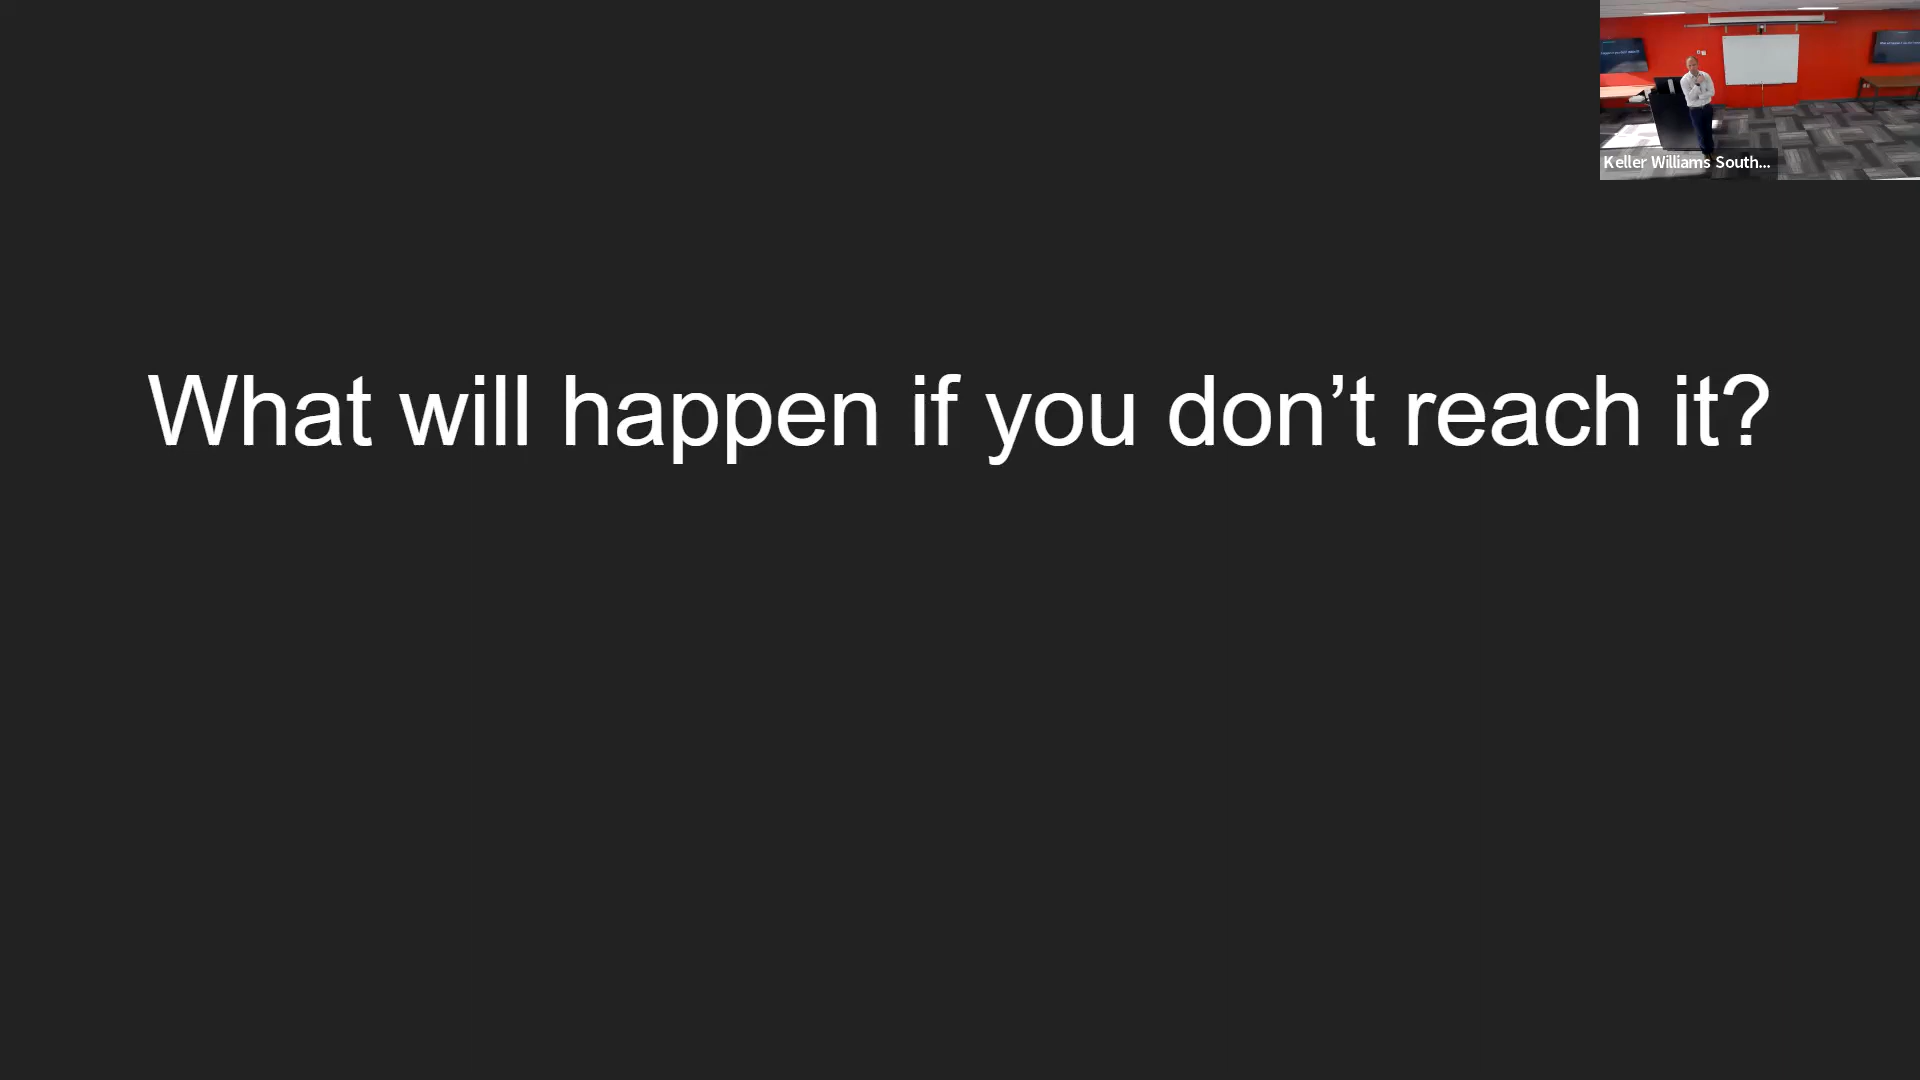 What will happen if you don’t reach it?
Keller Williams South...